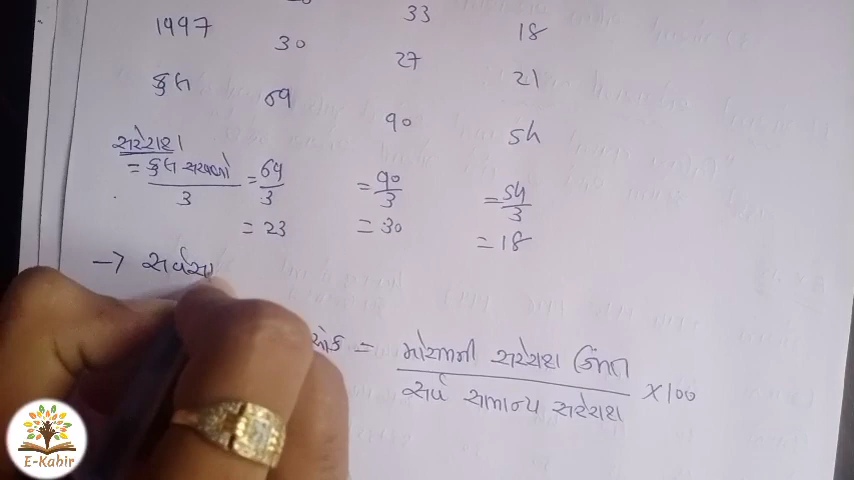 33
1997 30 27 18
કુલ 69 90 21
54
સરેરાશ
= કુલ સરવાળો / 3 = 69/3 = 90/3 = 54/3
= 23 = 30 = 18
→ સર્વસા
= મોસમની સરેરાશ કિંમત / સર્વ સામાન્ય સરેરાશ × 100
E-Kabir